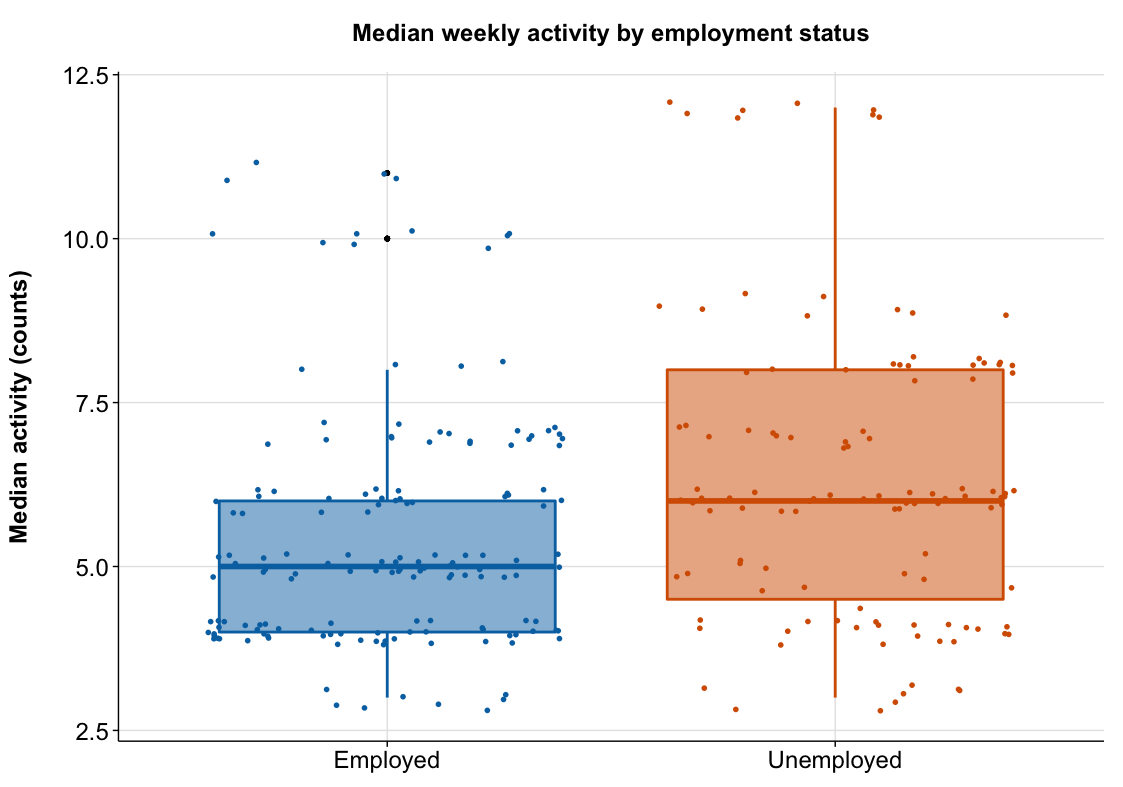 Median weekly activity by employment status
12.5
10.0
7.5
5.0
2.5
Median activity (counts)
Employed Unemployed